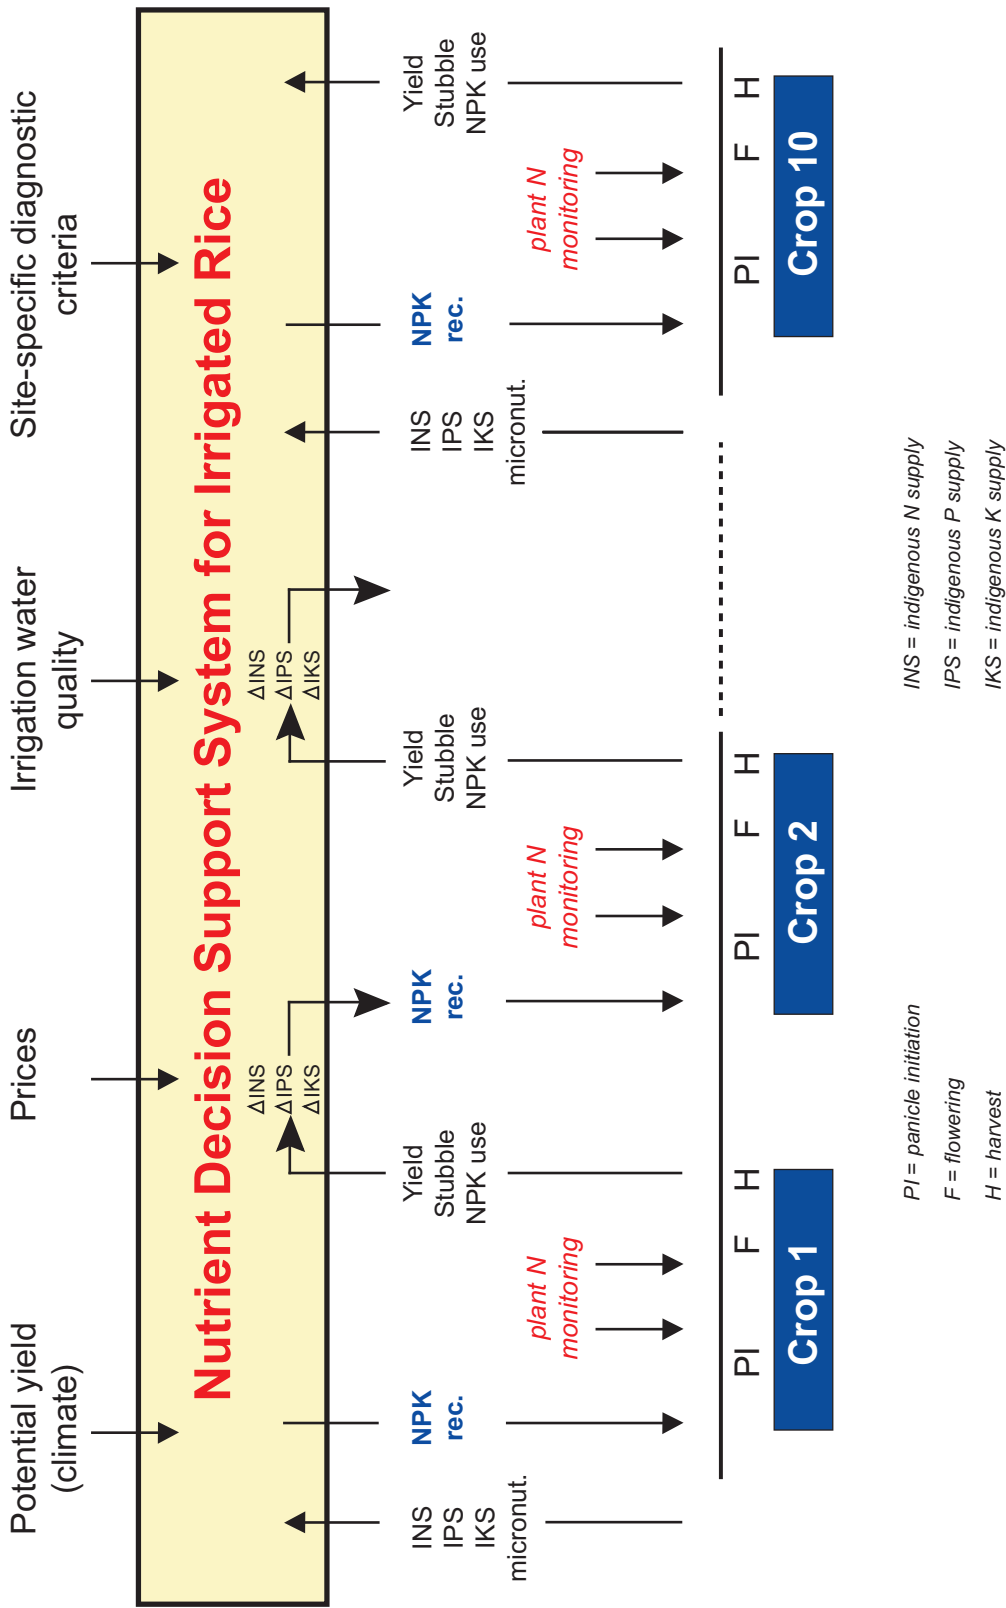 Potential yield
(climate)
Prices
Irrigation water
quality
Site-specific diagnostic
criteria
Nutrient Decision Support System for Irrigated Rice
ΔINS
ΔIPS
ΔIKS
ΔINS
ΔIPS
ΔIKS
INS
IPS
IKS
micronut.
NPK
rec.
plant N
monitoring
Yield
Stubble
NPK use
NPK
rec.
plant N
monitoring
Yield
Stubble
NPK use
INS
IPS
IKS
micronut.
NPK
rec.
plant N
monitoring
Yield
Stubble
NPK use
PI F H
PI F H
PI F H
Crop 1
Crop 2
Crop 10
PI = panicle initiation
F = flowering
H = harvest
INS = indigenous N supply
IPS = indigenous P supply
IKS = indigenous K supply